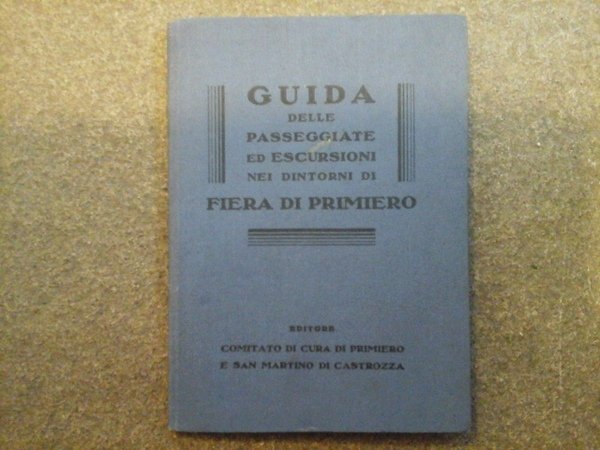 GUIDA
DELLE
PASSEGGIATE
ED ESCURSIONI
NEI DINTORNI DI
FIERA DI PRIMIERO
EDITORE
COMITATO DI CURA DI PRIMIERO
E SAN MARTINO DI CASTROZZA